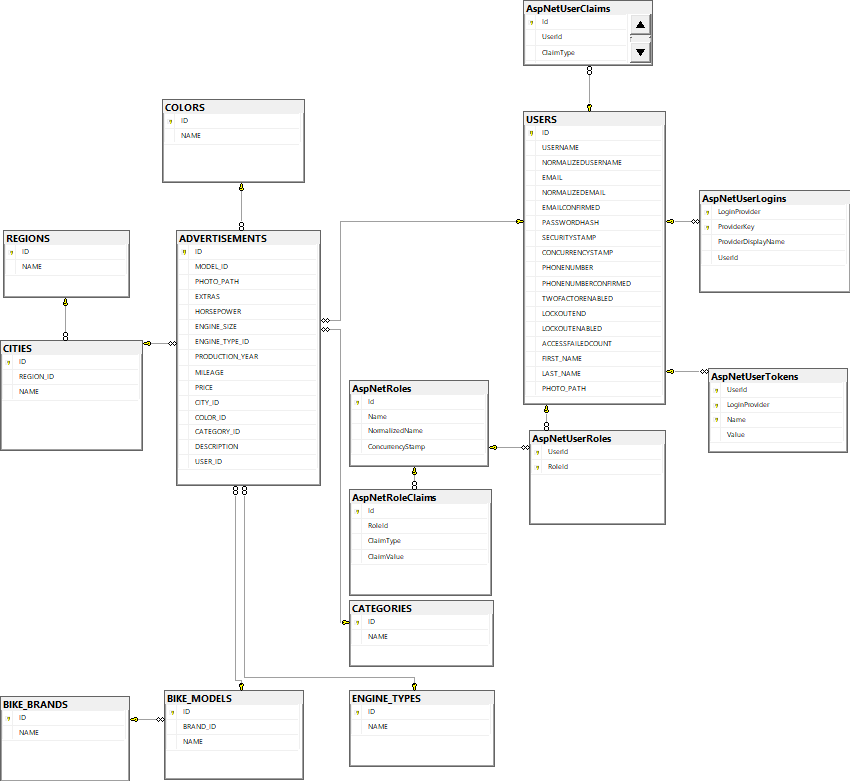 AspNetUserClaims
Id
UserId
ClaimType
COLORS
ID
NAME
USERS
ID
USERNAME
NORMALIZEDUSERNAME
EMAIL
NORMALIZEDEMAIL
EMAILCONFIRMED
PASSWORDHASH
SECURITYSTAMP
CONCURRENCYSTAMP
PHONENUMBER
PHONENUMBERCONFIRMED
TWOFACTORENABLED
LOCKOUTEND
LOCKOUTENABLED
ACCESSFAILEDCOUNT
FIRST_NAME
LAST_NAME
PHOTO_PATH
AspNetUserLogins
LoginProvider
ProviderKey
ProviderDisplayName
UserId
REGIONS
ID
NAME
ADVERTISEMENTS
ID
MODEL_ID
PHOTO_PATH
EXTRAS
HORSEPOWER
ENGINE_SIZE
ENGINE_TYPE_ID
PRODUCTION_YEAR
MILEAGE
PRICE
CITY_ID
COLOR_ID
CATEGORY_ID
DESCRIPTION
USER_ID
CITIES
ID
REGION_ID
NAME
AspNetRoles
Id
Name
NormalizedName
ConcurrencyStamp
AspNetUserTokens
UserId
LoginProvider
Name
Value
AspNetUserRoles
UserId
RoleId
AspNetRoleClaims
Id
RoleId
ClaimType
ClaimValue
CATEGORIES
ID
NAME
BIKE_BRANDS
ID
NAME
BIKE_MODELS
ID
BRAND_ID
NAME
ENGINE_TYPES
ID
NAME